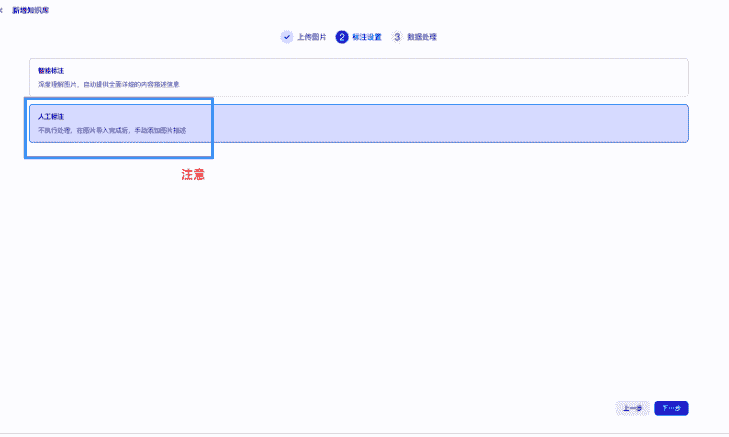 新增知识库
上传图片 2 标注设置 3 数据处理
智能标注
深度理解图片，自动提供全面详细的内容描述信息
人工标注
不执行处理，在图片导入完成后，手动添加图片描述
注意
上一步 下一步